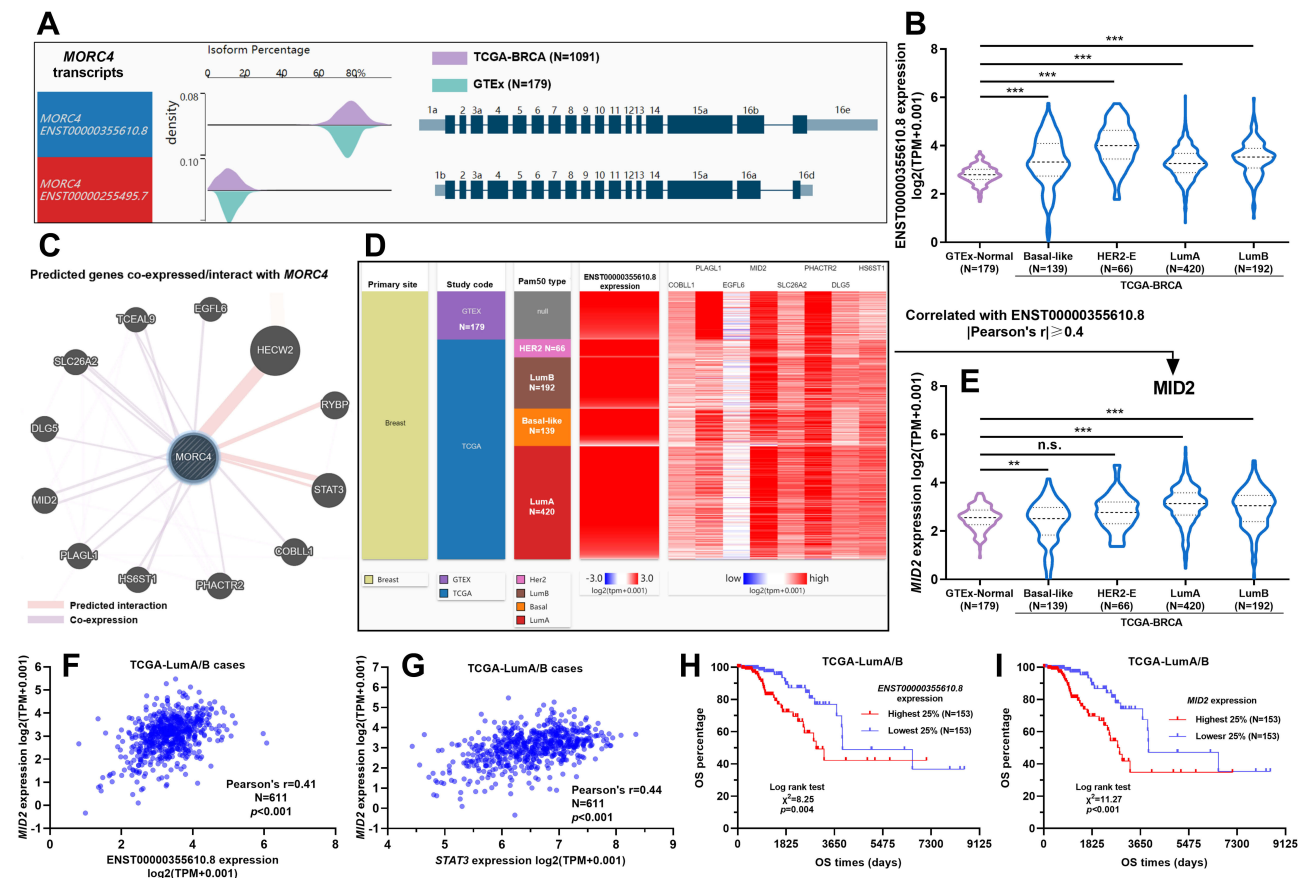 A
MORC4
transcripts
Isoform Percentage
0 20 40 60 80%
TCGA-BRCA (N=1091)
GTEx (N=179)
0.08
density
0.10
MORC4
ENST00000355610.8
MORC4
ENST00000255495.7
1a 2 3a 4 5 6 7 8 9 10 11 1213 14 15a 16b 16e
1b 2 3a 4 5 6 7 8 9 10 11 1213 14 15a 16a 16d
B
ENST00000355610.8 expression
log2(TPM+0.001)
8
6
4
2
0
***
***
***
***
GTEx-Normal
(N=179)
Basal-like
(N=139)
HER2-E
(N=66)
LumA
(N=420)
LumB
(N=192)
TCGA-BRCA
C
Predicted genes co-expressed/interact with MORC4
EGFL6
TCEAL9
HECW2
SLC26A2
RYBP
DLG5
MORC4
STAT3
MID2
COBLL1
PLAGL1
HS6ST1
PHACTR2
Predicted interaction
Co-expression
D
Primary site
Study code
Pam50 type
ENST00000355610.8
expression
PLAGL1 MID2 PHACTR2 HS6ST1
COBLL1 EGFL6 SLC26A2 DLG5
Breast
GTEX
N=179
TCGA
null
HER2 N=66
LumB
N=192
Basal-like
N=139
LumA
N=420
Breast
GTEX
TCGA
Her2
LumB
Basal
LumA
-3.0 3.0
log2(tpm+0.001)
low high
log2(tpm+0.001)
Correlated with ENST00000355610.8
|Pearson's r|⩾0.4
MID2
E
MID2 expression log2(TPM+0.001)
8
6
4
2
0
***
***
n.s.
**
GTEx-Normal
(N=179)
Basal-like
(N=139)
HER2-E
(N=66)
LumA
(N=420)
LumB
(N=192)
TCGA-BRCA
F
TCGA-LumA/B cases
MID2 expression log2(TPM+0.001)
6
5
4
3
2
1
0
-1
0 2 4 6 8
Pearson's r=0.41
N=611
p<0.001
ENST00000355610.8 expression
log2(TPM+0.001)
G
TCGA-LumA/B cases
MID2 expression log2(TPM+0.001)
7
6
5
4
3
2
1
0
-1
4 5 6 7 8 9
Pearson's r=0.44
N=611
p<0.001
STAT3 expression log2(TPM+0.001)
H
TCGA-LumA/B
OS percentage
100
80
60
40
20
0
ENST00000355610.8
expression
Highest 25% (N=153)
Lowest 25% (N=153)
Log rank test
χ2=8.25
p=0.004
0 1825 3650 5475 7300 9125
OS times (days)
I
TCGA-LumA/B
OS percentage
100
80
60
40
20
0
MID2 expression
Highest 25% (N=153)
Lowesr 25% (N=153)
Log rank test
χ2=11.27
p<0.001
0 1825 3650 5475 7300 9125
OS times (days)